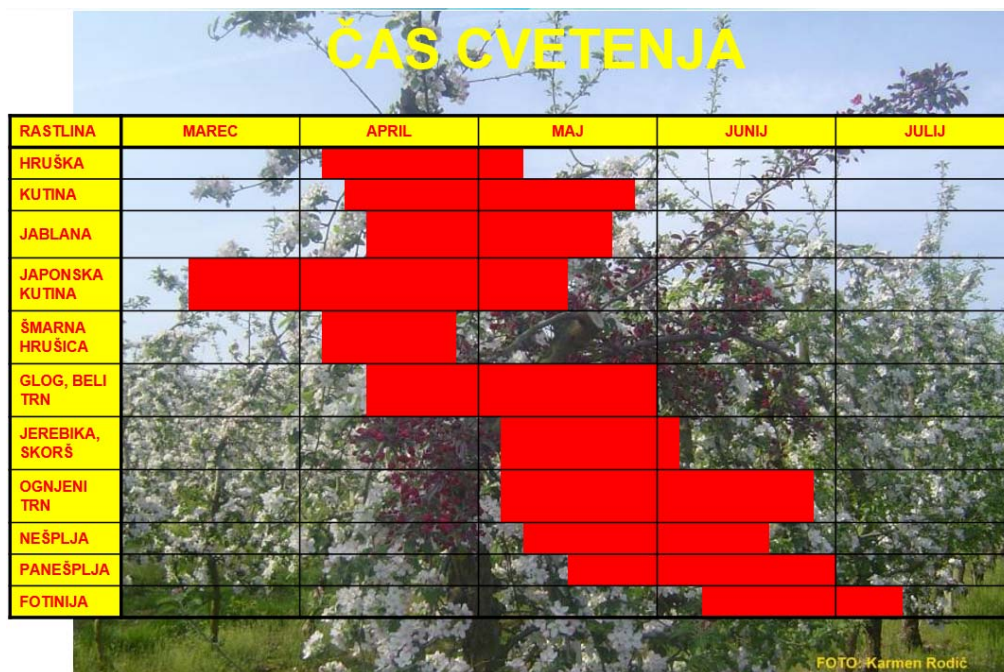 ČAS CVETENJA
RASTLINA MAREC APRIL MAJ JUNIJ JULIJ
HRUŠKA
KUTINA
JABLANA
JAPONSKA
KUTINA
ŠMARNA
HRUŠICA
GLOG, BELI
TRN
JEREBIKA,
SKORŠ
OGNJENI
TRN
NEŠPLJA
PANEŠPLJA
FOTINIJA
FOTO: Karmen Rodič